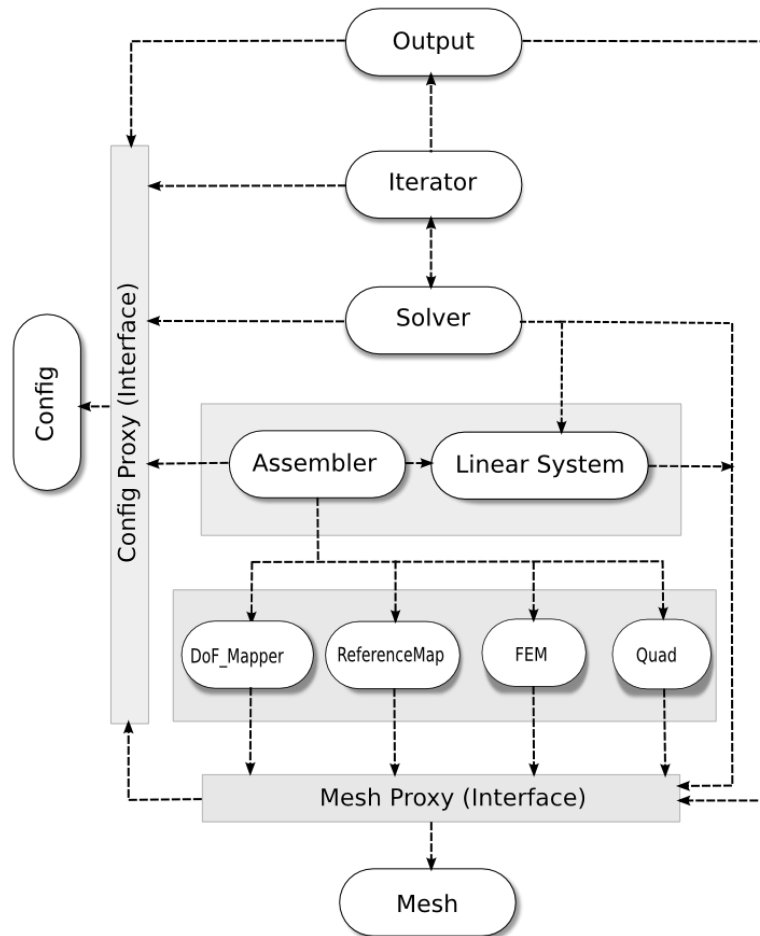 Output
Iterator
Solver
Config
Config Proxy (Interface)
Assembler
Linear System
DoF_Mapper
ReferenceMap
FEM
Quad
Mesh Proxy (Interface)
Mesh